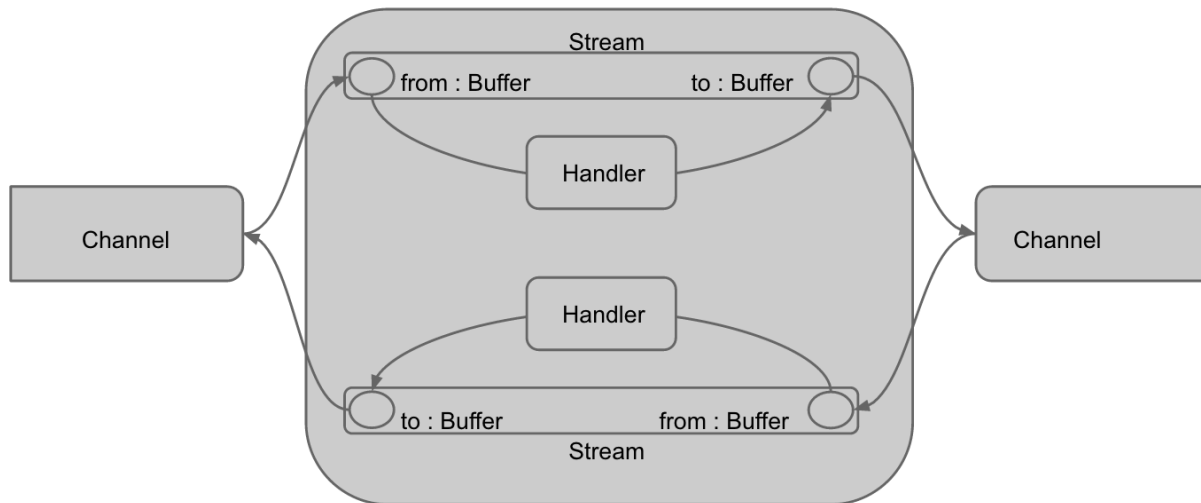 Stream
from : Buffer
to : Buffer
Handler
Channel
Channel
Handler
to : Buffer
from : Buffer
Stream